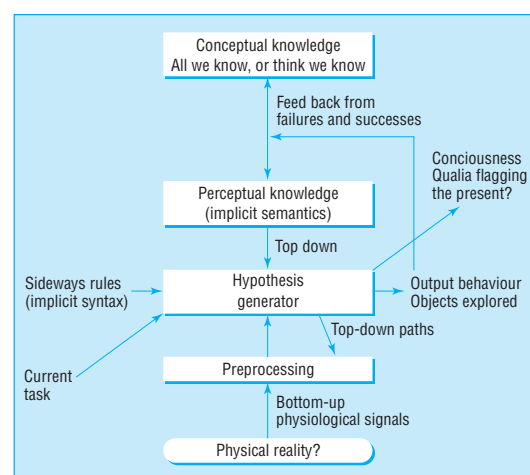 Conceptual knowledge
All we know, or think we know
Feed back from
failures and successes
Conciousness
Qualia flagging
the present?
Perceptual knowledge
(implicit semantics)
Top down
Sideways rules
(implicit syntax)
Hypothesis
generator
Output behaviour
Objects explored
Top-down paths
Current
task
Preprocessing
Bottom-up
physiological signals
Physical reality?